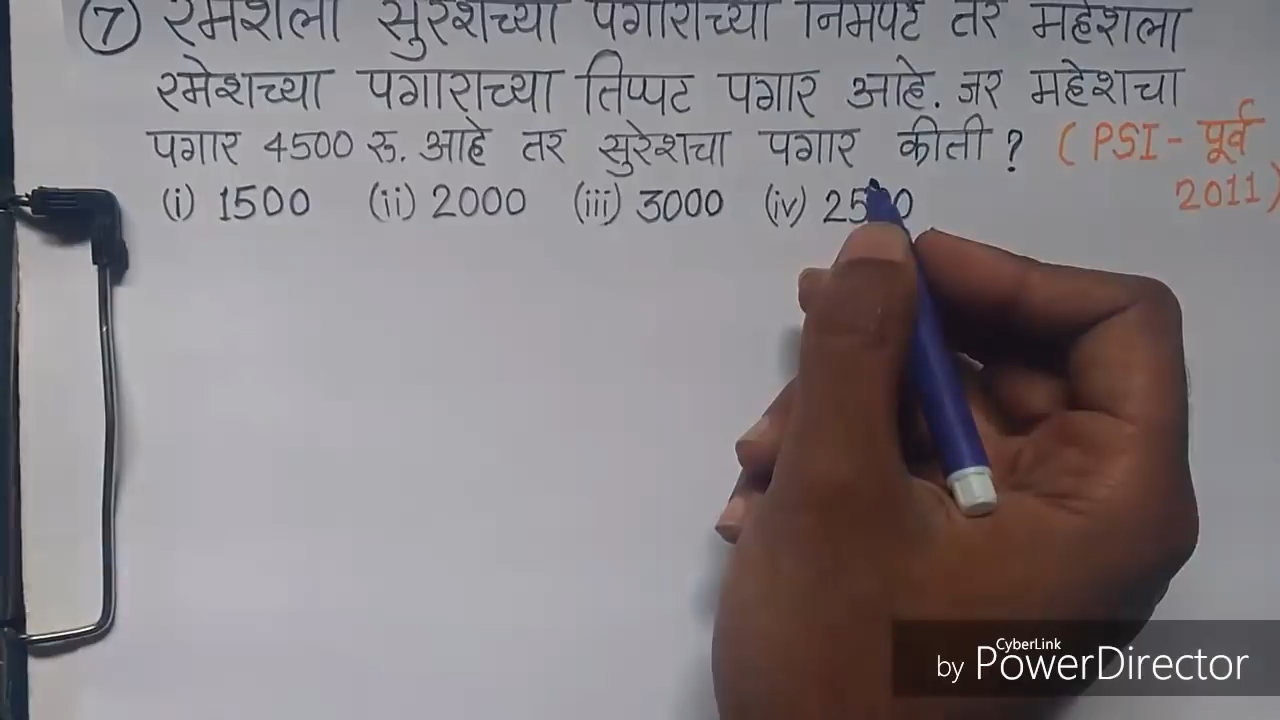 ⑦ रमेशला सुरेशच्या पगाराच्या निमपट तर महेशला
रमेशच्या पगाराच्या तिप्पट पगार आहे. जर महेशचा
पगार 4500 रु. आहे तर सुरेशचा पगार कीती ? (PSI - पूर्व
2011)
(i) 1500 (ii) 2000 (iii) 3000 (iv) 2500
CyberLink
by PowerDirector